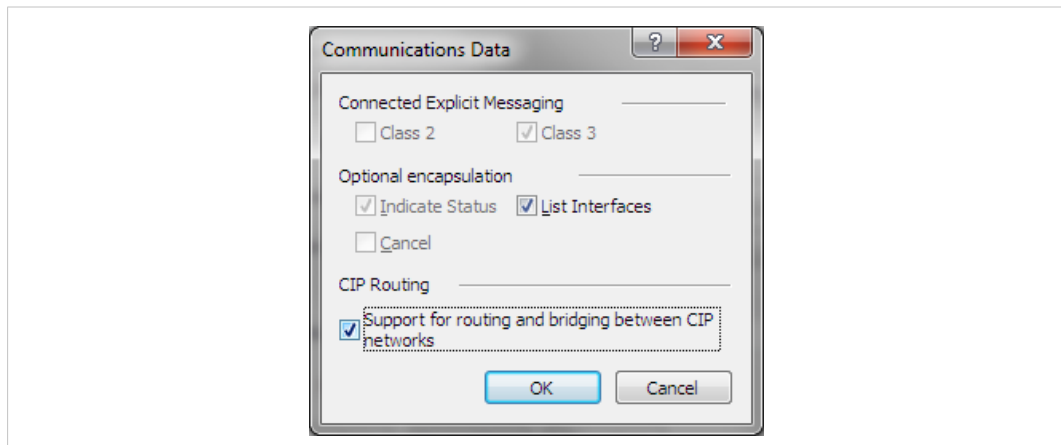 Communications Data
Connected Explicit Messaging
Class 2 Class 3
Optional encapsulation
Indicate Status List Interfaces
Cancel
CIP Routing
Support for routing and bridging between CIP
networks
OK Cancel